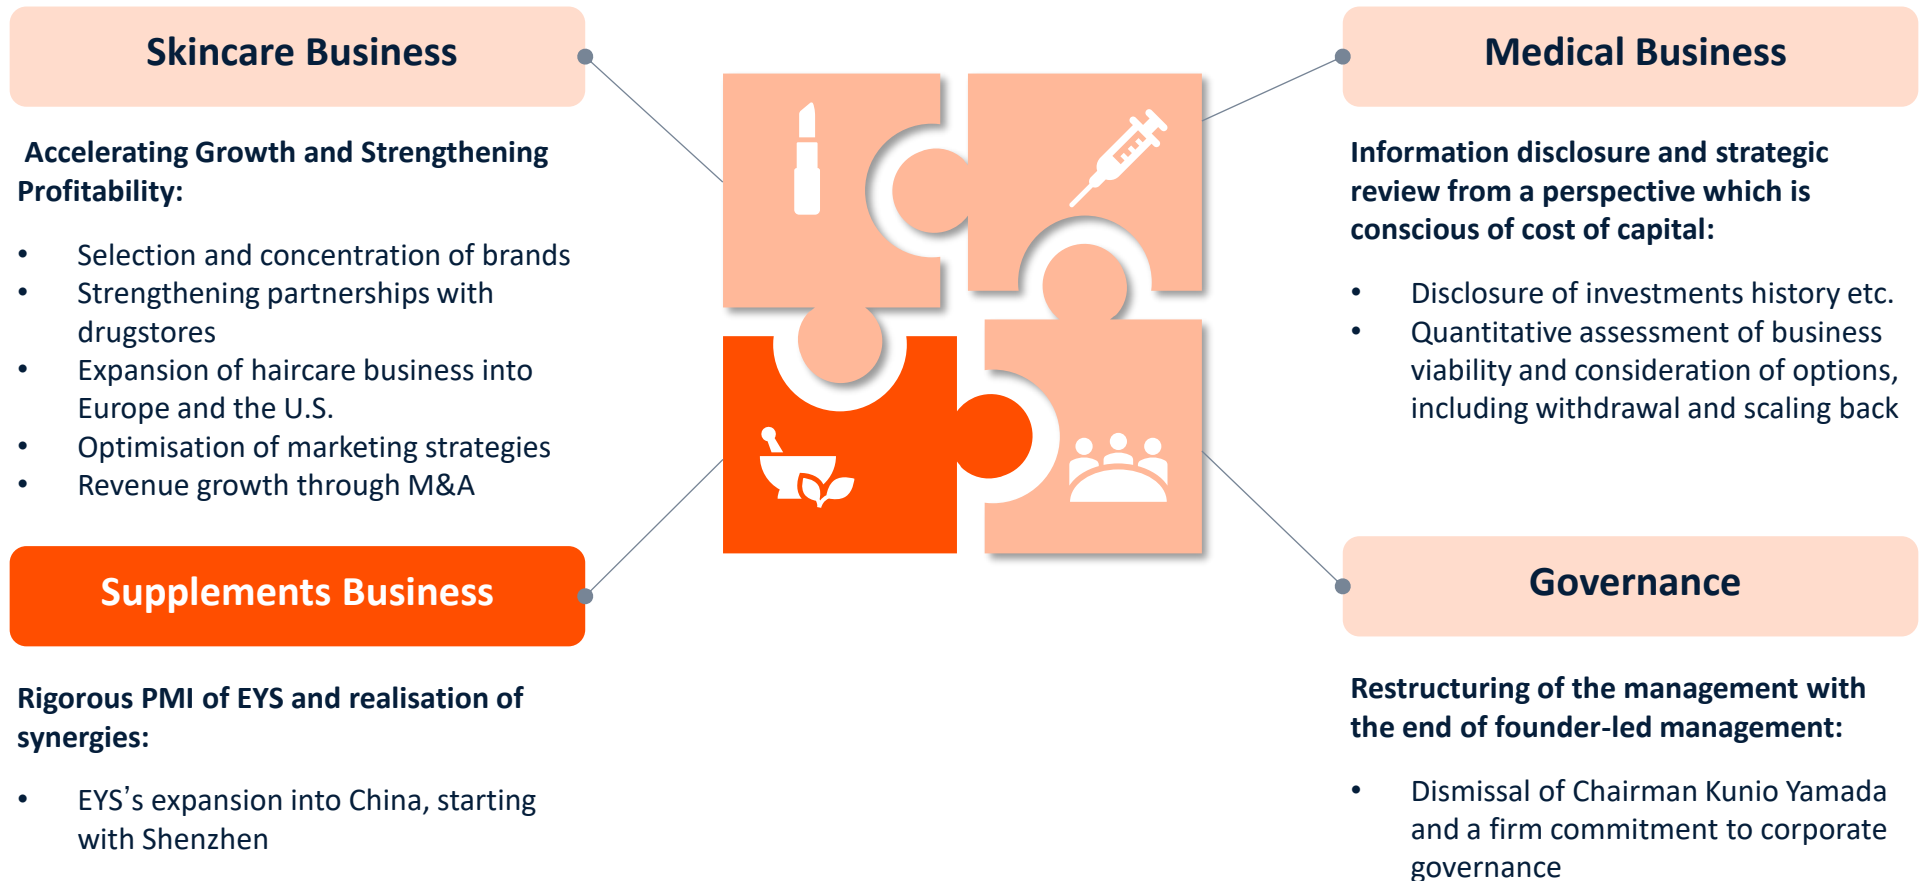 Skincare Business
Accelerating Growth and Strengthening
Profitability:
• Selection and concentration of brands
• Strengthening partnerships with
drugstores
• Expansion of haircare business into
Europe and the U.S.
• Optimisation of marketing strategies
• Revenue growth through M&A
Supplements Business
Rigorous PMI of EYS and realisation of
synergies:
• EYS’s expansion into China, starting
with Shenzhen
Medical Business
Information disclosure and strategic
review from a perspective which is
conscious of cost of capital:
• Disclosure of investments history etc.
• Quantitative assessment of business
viability and consideration of options,
including withdrawal and scaling back
Governance
Restructuring of the management with
the end of founder-led management:
• Dismissal of Chairman Kunio Yamada
and a firm commitment to corporate
governance